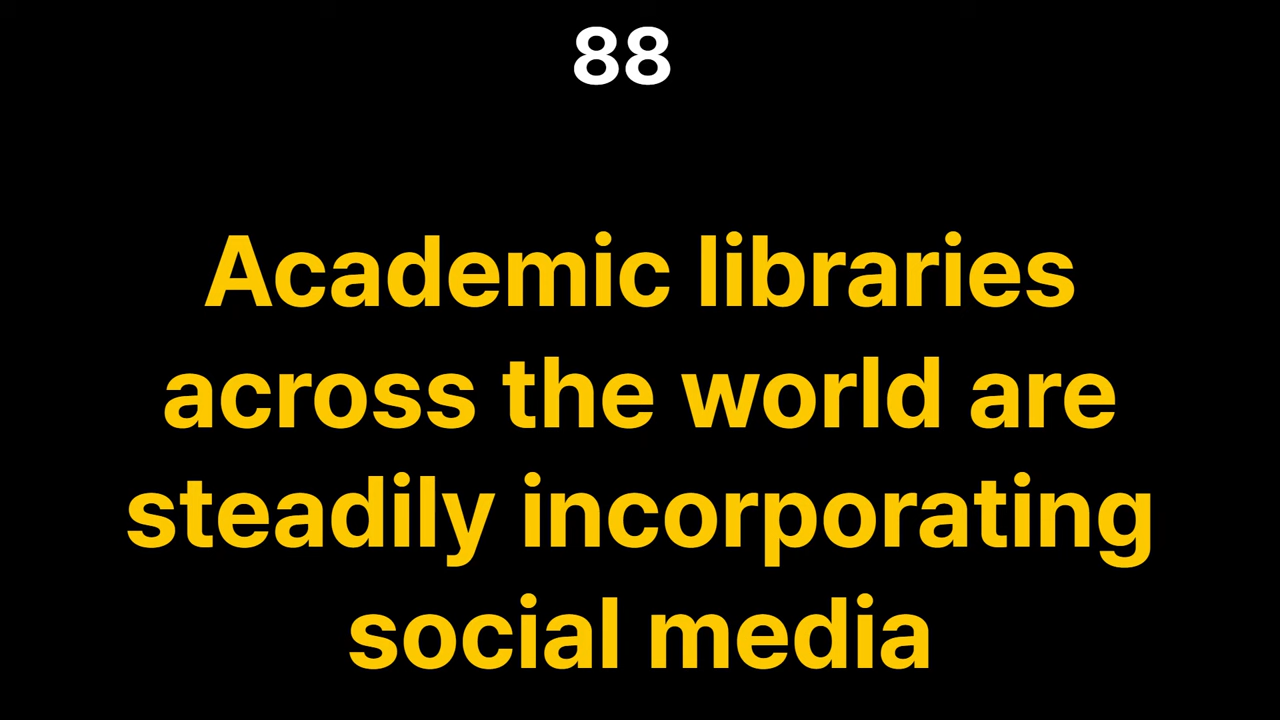 88
Academic libraries
across the world are
steadily incorporating
social media